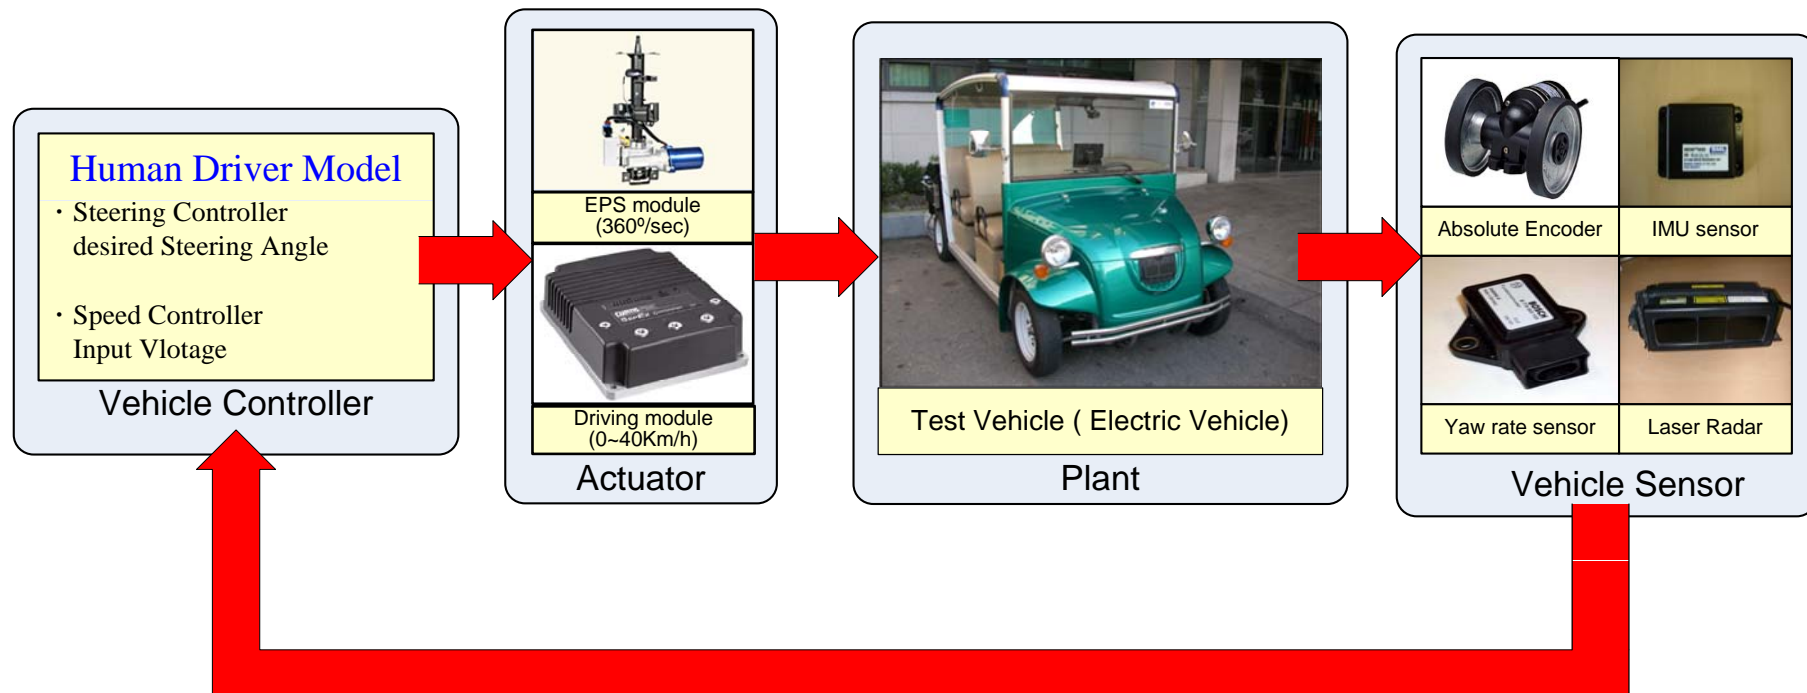 Human Driver Model
· Steering Controller
desired Steering Angle
· Speed Controller
Input Vlotage
Vehicle Controller
EPS module
(360º/sec)
CURTIS
Driving module
(0~40Km/h)
Actuator
Test Vehicle ( Electric Vehicle)
Plant
Absolute Encoder
IMU sensor
BOSCH
Yaw rate sensor
Laser Radar
Vehicle Sensor